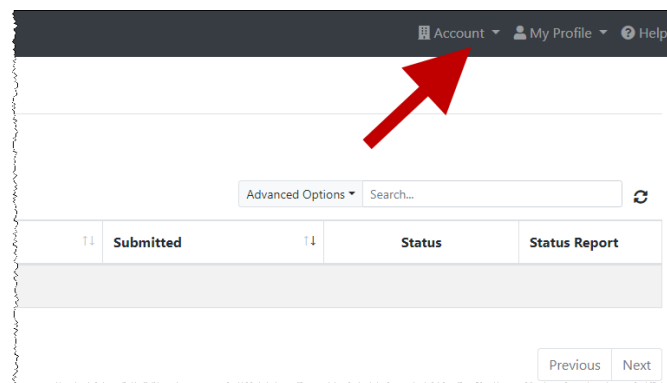 Account My Profile Help
Advanced Options Search...
Submitted Status Status Report
Previous Next